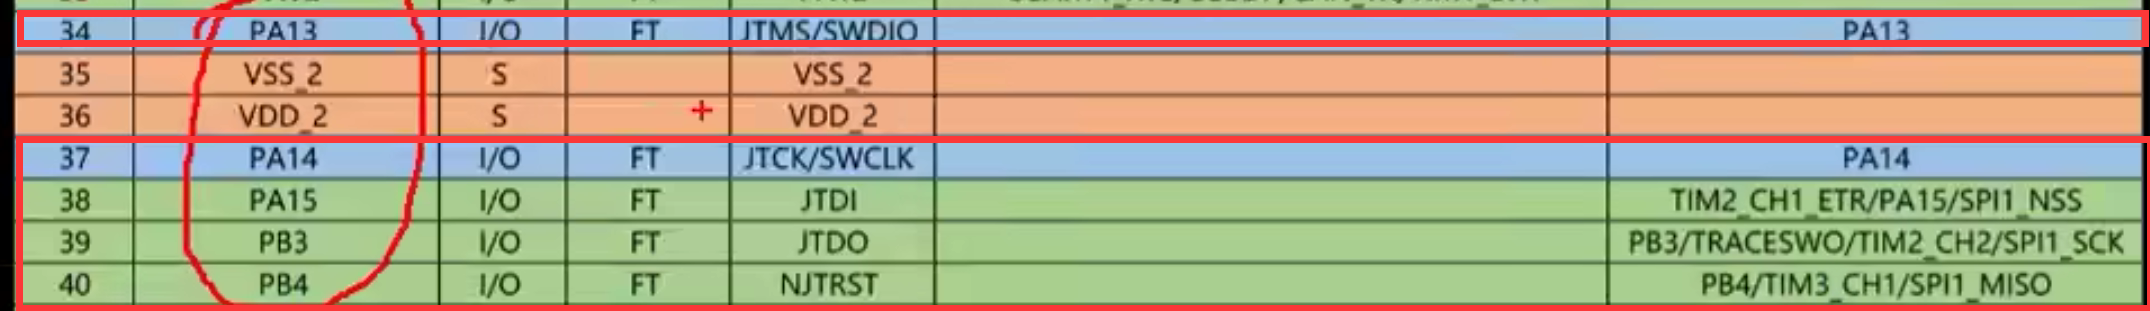 34 PA13 I/O FT JTMS/SWDIO PA13
35 VSS_2 S VSS_2
36 VDD_2 S VDD_2
37 PA14 I/O FT JTCK/SWCLK PA14
38 PA15 I/O FT JTDI TIM2_CH1_ETR/PA15/SPI1_NSS
39 PB3 I/O FT JTDO PB3/TRACESWO/TIM2_CH2/SPI1_SCK
40 PB4 I/O FT NJTRST PB4/TIM3_CH1/SPI1_MISO